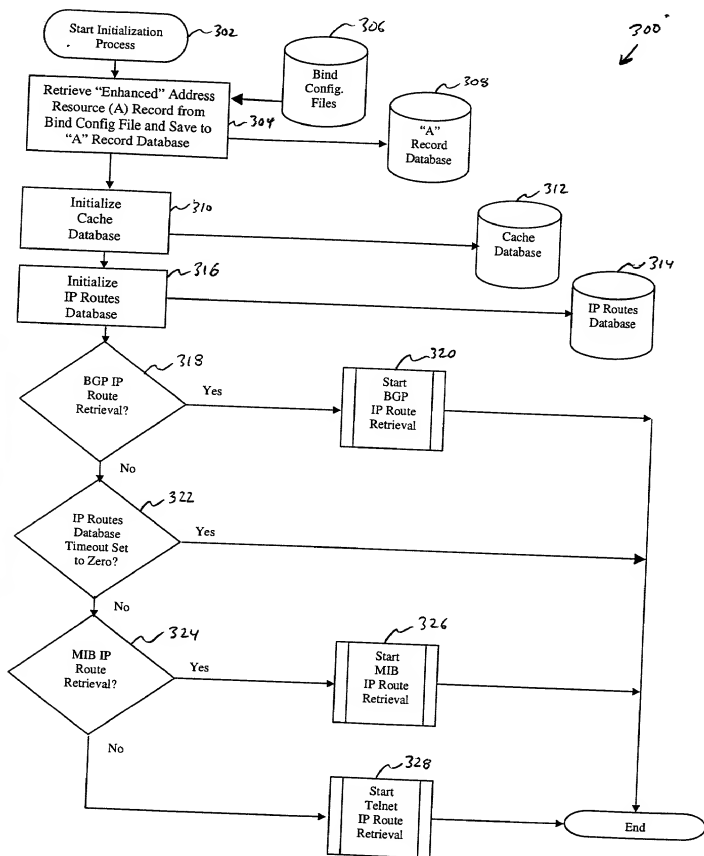 Start Initialization
Process
302
306
300
Bind
Config.
Files
Retrieve "Enhanced" Address
Resource (A) Record from
Bind Config File and Save to
"A" Record Database
304
308
"A"
Record
Database
Initialize
Cache
Database
310
312
Cache
Database
Initialize
IP Routes
Database
316
314
IP Routes
Database
318
BGP IP
Route
Retrieval?
Yes
320
Start
BGP
IP Route
Retrieval
No
322
IP Routes
Database
Timeout Set
to Zero?
Yes
No
324
MIB IP
Route
Retrieval?
Yes
326
Start
MIB
IP Route
Retrieval
No
328
Start
Telnet
IP Route
Retrieval
End